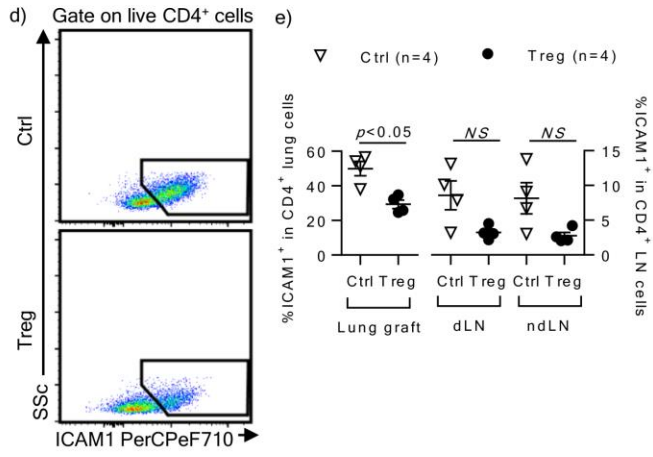 d)
Gate on live CD4⁺ cells
Ctrl
Treg
SSc
ICAM1 PerCPeF710
e)
Ctrl (n=4)
Treg (n=4)
%ICAM1⁺ in CD4⁺ lung cells
60
40
20
0
p<0.05
NS
NS
15
10
5
0
%ICAM1⁺ in CD4⁺ LN cells
Ctrl Treg
Ctrl Treg
Ctrl Treg
Lung graft
dLN
ndLN